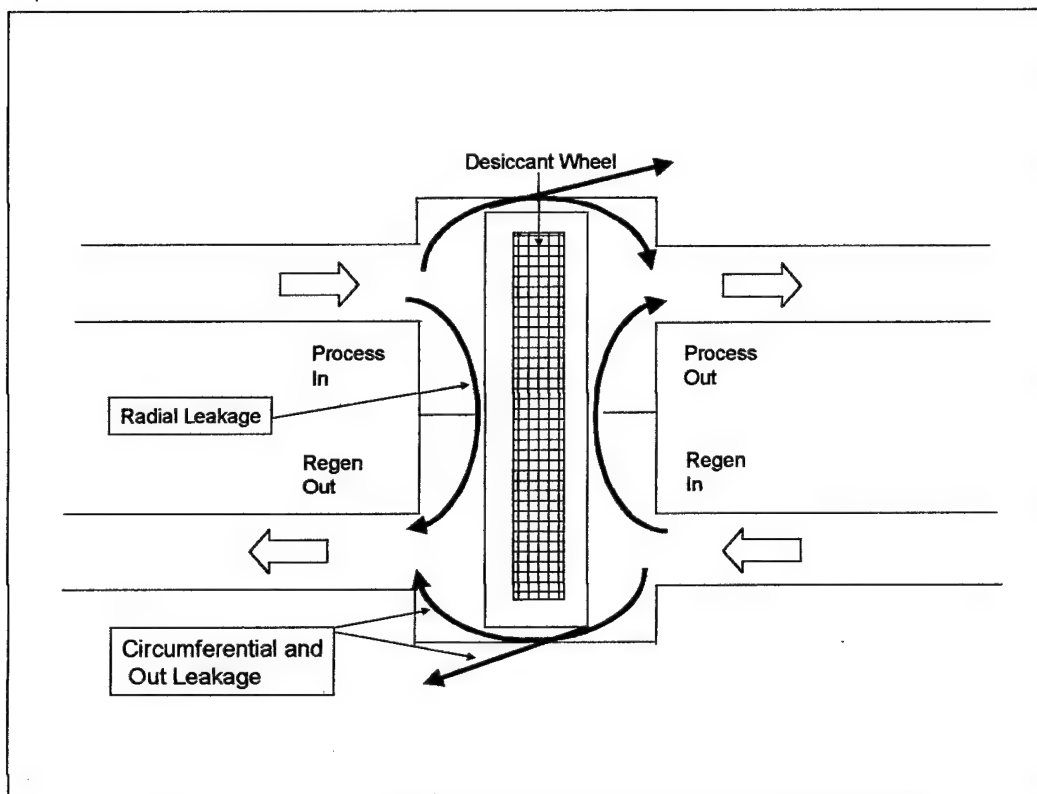 Desiccant Wheel
Process
In
Process
Out
Radial Leakage
Regen
Out
Regen
In
Circumferential and
Out Leakage